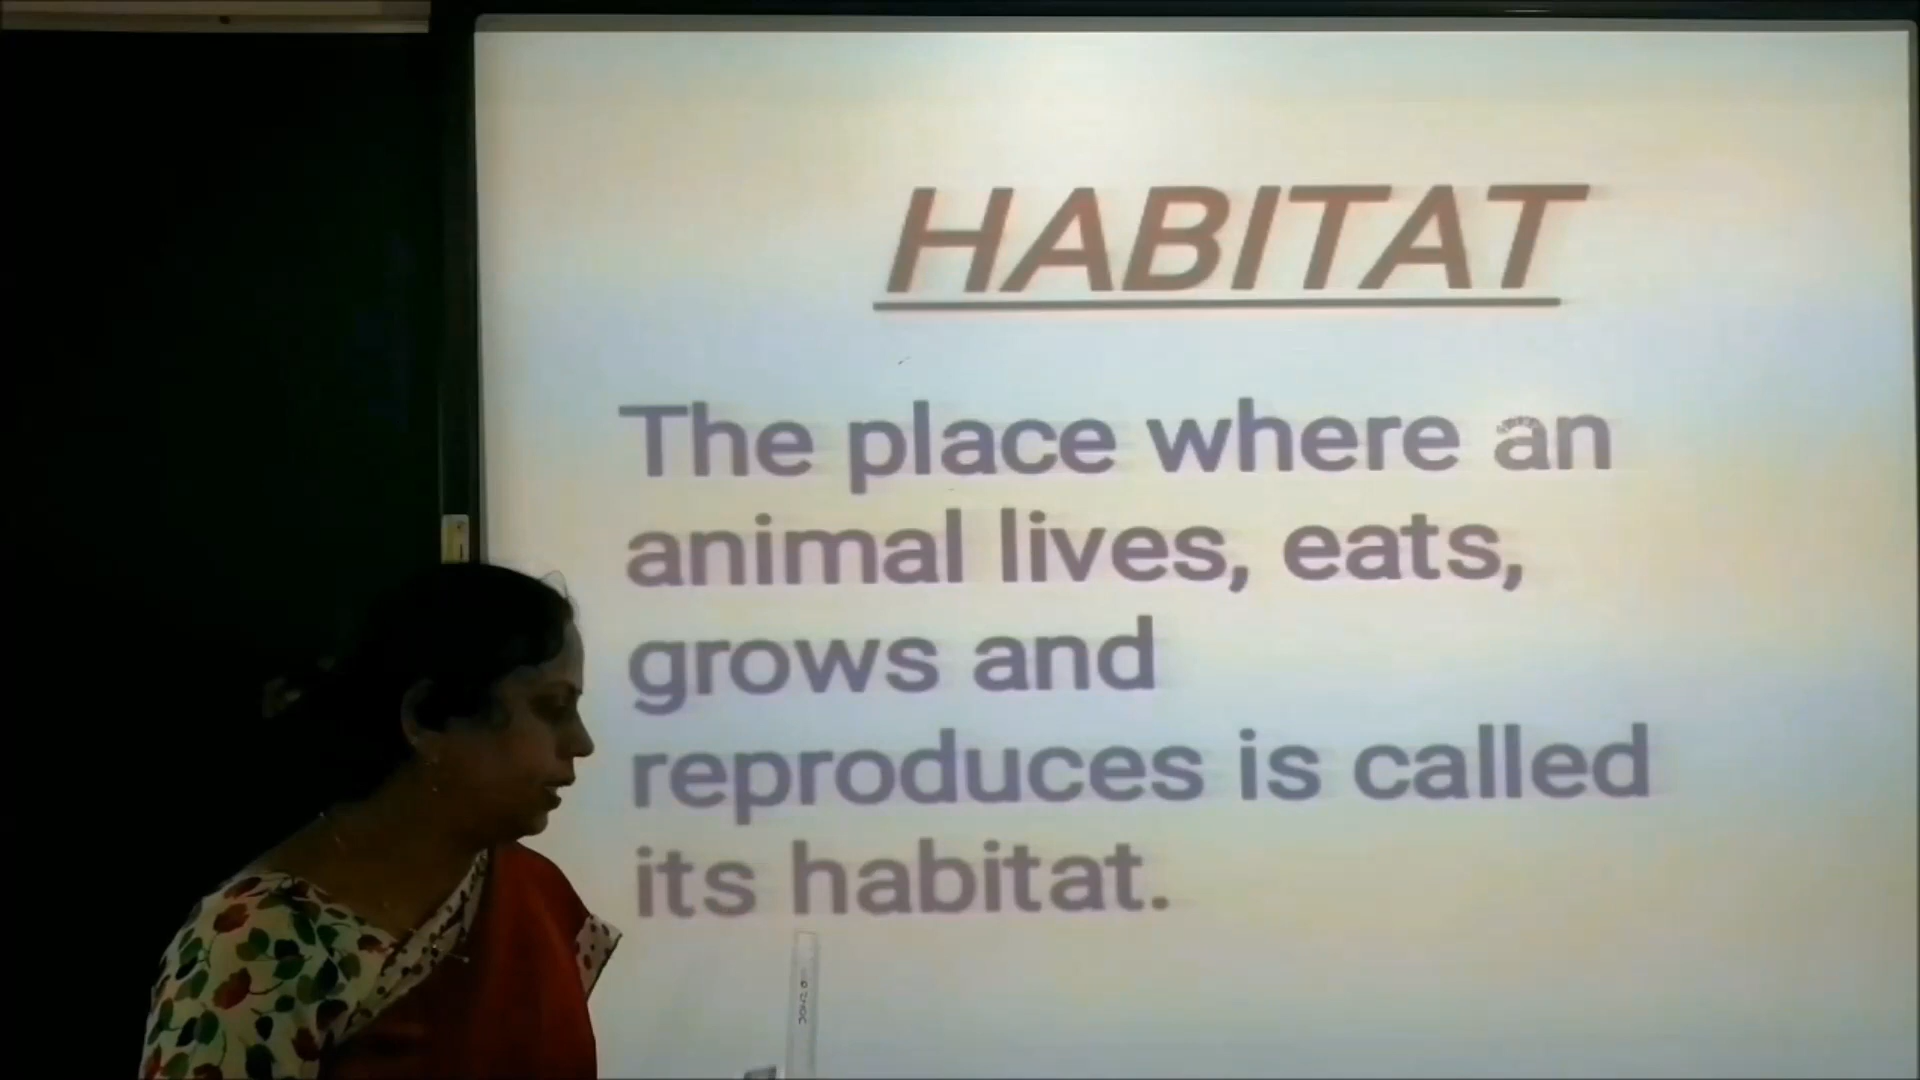 HABITAT
The place where an
animal lives, eats,
grows and
reproduces is called
its habitat.